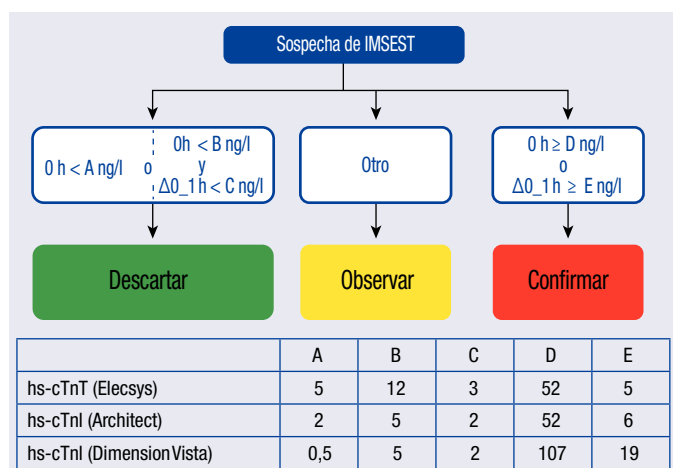 Sospecha de IMSEST
0 h < A ng/l o 0h < B ng/l y Δ0_1 h < C ng/l
Otro
0 h ≥ D ng/l o Δ0_1h ≥ E ng/l
Descartar
Observar
Confirmar
A B C D E
hs-cTnT (Elecsys) 5 12 3 52 5
hs-cTnI (Architect) 2 5 2 52 6
hs-cTnI (Dimension Vista) 0,5 5 2 107 19